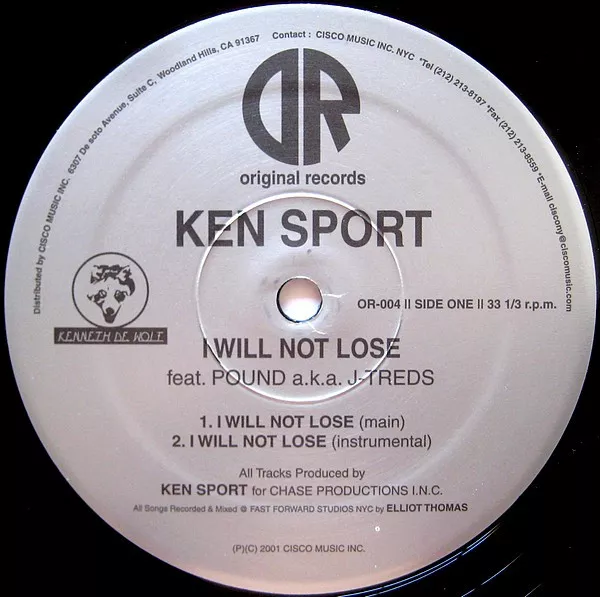 Distributed by CISCO MUSIC INC. 6307 De soto Avenue, Suite C, Woodland Hills, CA 91367 Contact : CISCO MUSIC INC. NYC *Tel (212) 213-8197 *Fax (212) 213-8559 *E-mail cisconY@ciscomusic.com
OR
original records
KEN SPORT
KENNETH DE WOLF
OR-004 || SIDE ONE || 33 1/3 r.p.m.
I WILL NOT LOSE
feat. POUND a.k.a. J-TREDS
1. I WILL NOT LOSE (main)
2. I WILL NOT LOSE (instrumental)
All Tracks Produced by
KEN SPORT for CHASE PRODUCTIONS I.N.C.
All Songs Recorded & Mixed @ FAST FORWARD STUDIOS NYC by ELLIOT THOMAS
(P)(C) 2001 CISCO MUSIC INC.